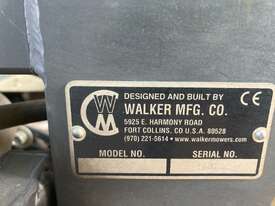 DESIGNED AND BUILT BY CE
WALKER MFG. CO.
5925 E. HARMONY ROAD
FORT COLLINS, CO U.S.A. 80528
(970) 221-5614 • www.walkermowers.com
MODEL NO. SERIAL NO.